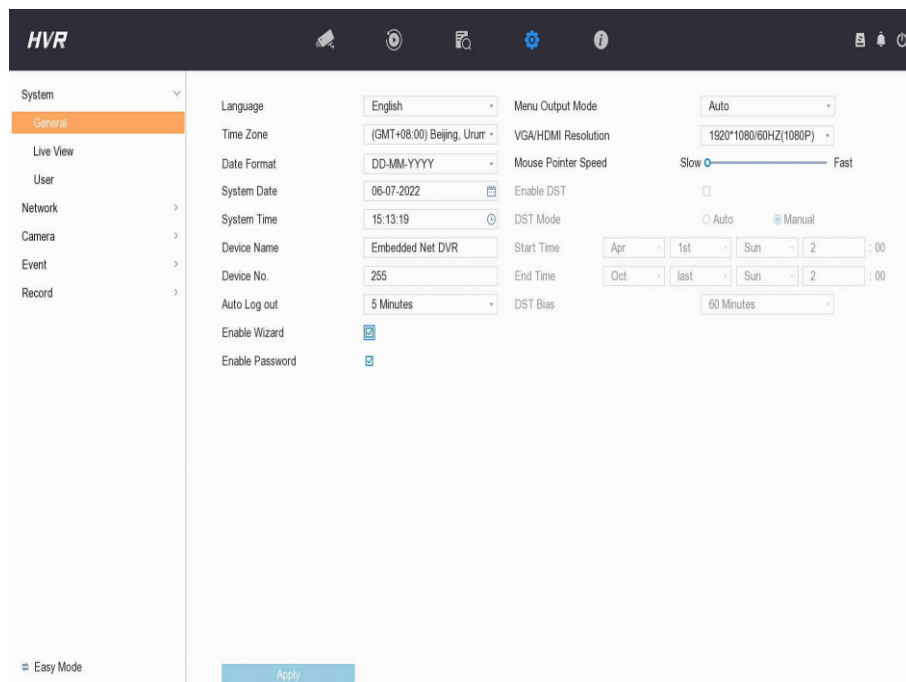 HVR
System
General
Live View
User
Network
Camera
Event
Record
Easy Mode
Language English
Time Zone (GMT+08:00) Beijing, Urum
Date Format DD-MM-YYYY
System Date 06-07-2022
System Time 15:13:19
Device Name Embedded Net DVR
Device No. 255
Auto Log out 5 Minutes
Enable Wizard
Enable Password
Menu Output Mode Auto
VGA/HDMI Resolution 1920*1080/60HZ(1080P)
Mouse Pointer Speed Slow Fast
Enable DST
DST Mode Auto Manual
Start Time Apr 1st Sun 2 : 00
End Time Oct last Sun 2 : 00
DST Bias 60 Minutes
Apply